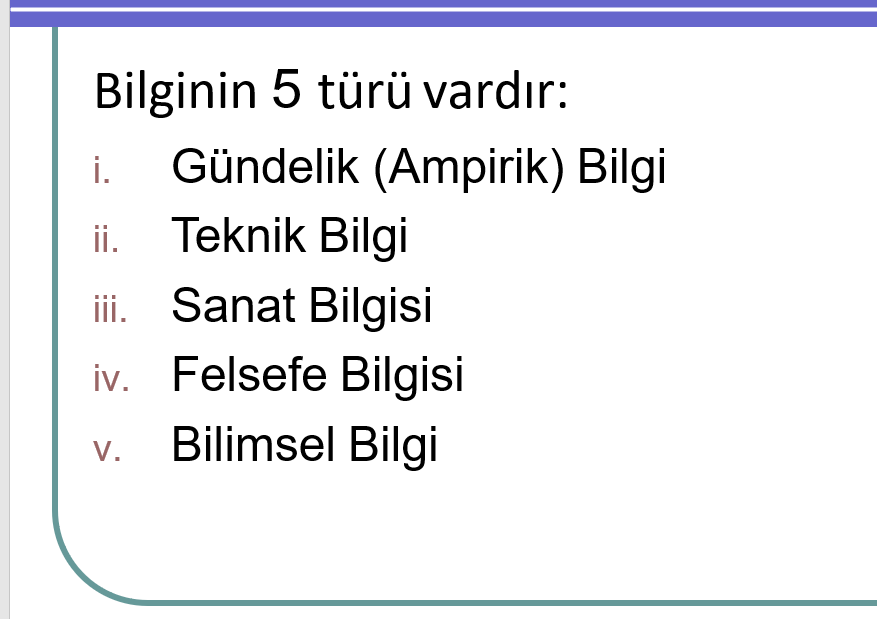 Bilginin 5 türü vardır:
i. Gündelik (Ampirik) Bilgi
ii. Teknik Bilgi
iii. Sanat Bilgisi
iv. Felsefe Bilgisi
v. Bilimsel Bilgi